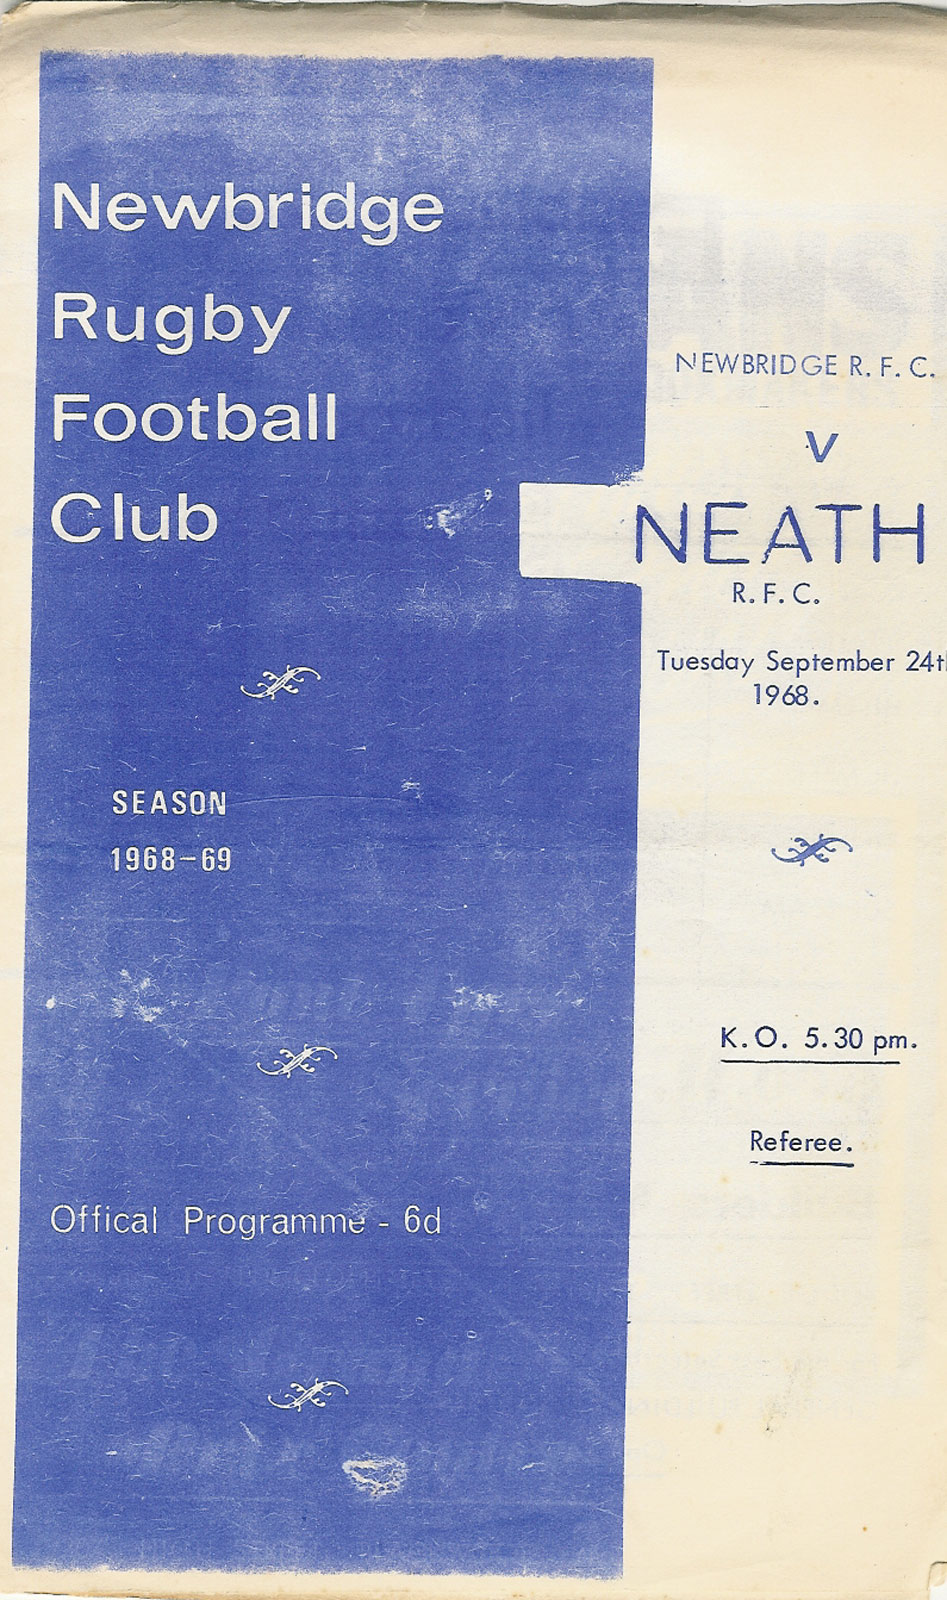 Newbridge
Rugby
Football
Club
SEASON
1968-69
Offical Programme - 6d
NEWBRIDGE R. F. C.
V
NEATH
R. F. C.
Tuesday September 24th
1968.
K. O. 5.30 pm.
Referee.